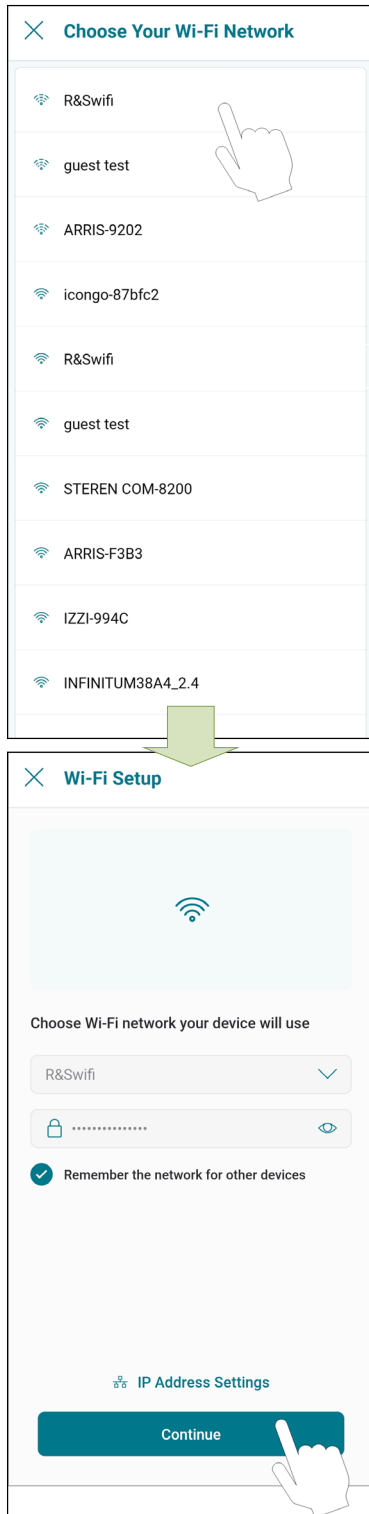 Choose Your Wi-Fi Network
R&Swifi
guest test
ARRIS-9202
icongo-87bfc2
R&Swifi
guest test
STEREN COM-8200
ARRIS-F3B3
IZZI-994C
INFINITUM38A4_2.4
Wi-Fi Setup
Choose Wi-Fi network your device will use
R&Swifi
•••••••••••••••
Remember the network for other devices
IP Address Settings
Continue